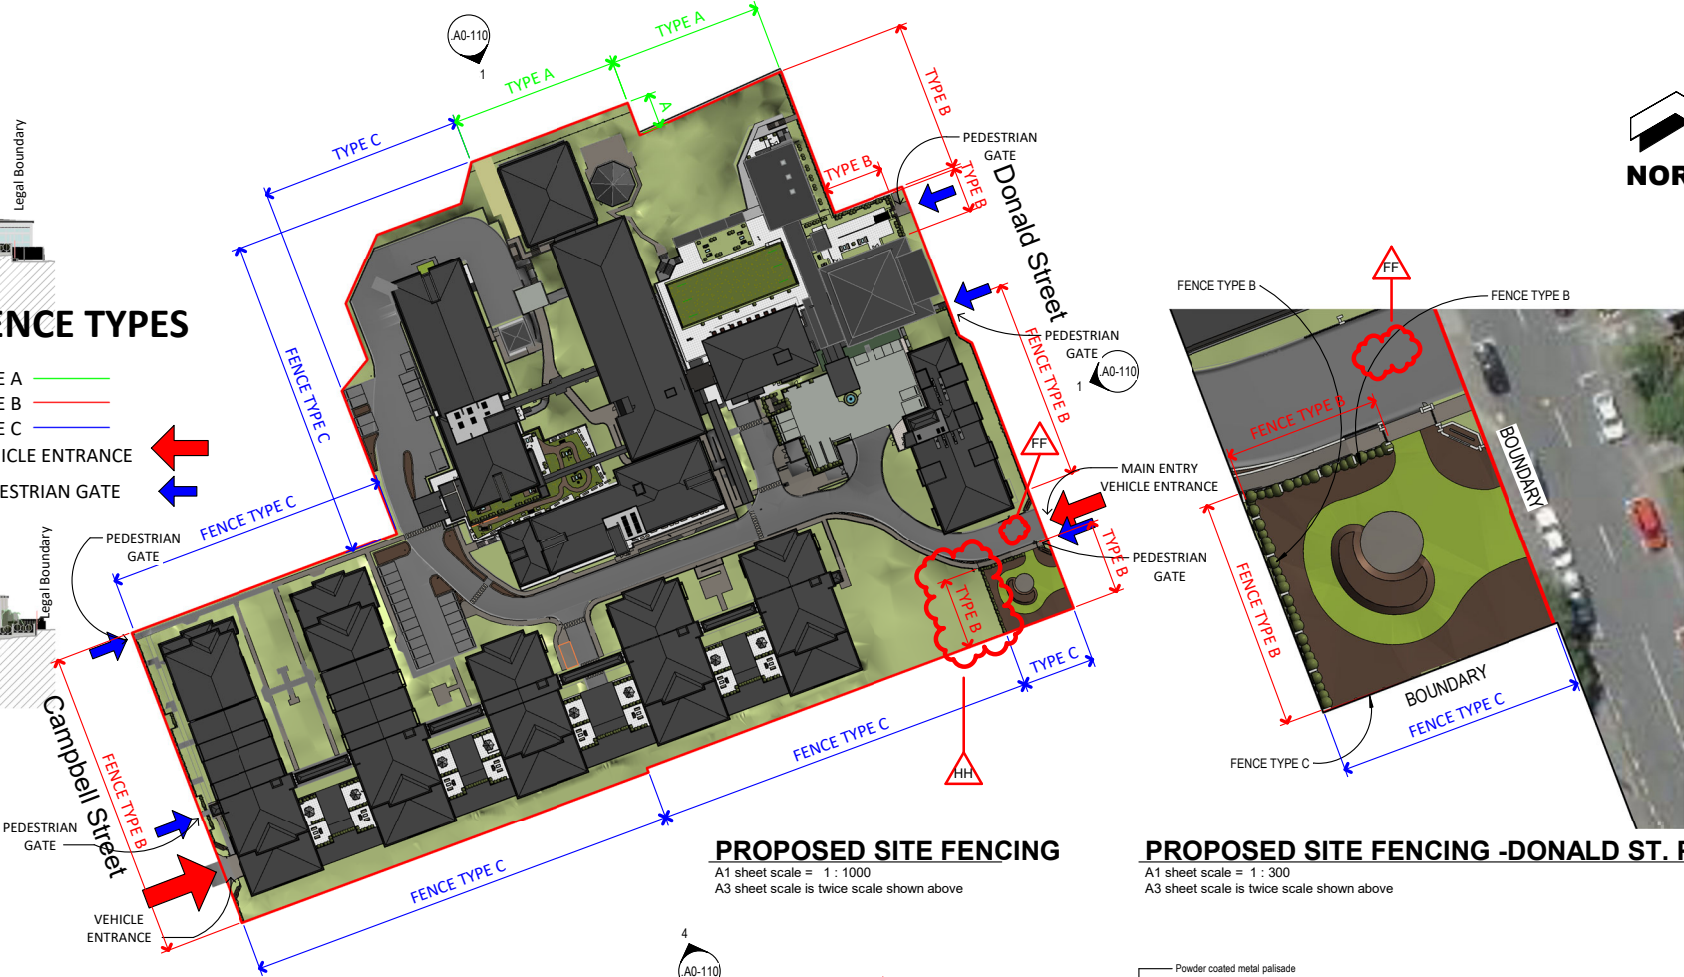 .A0-110
1
TYPE A
TYPE A
A
TYPE B
TYPE C
Legal Boundary
PEDESTRIAN
GATE
TYPE B
TYPE B
Donald Street
NOR
ENCE TYPES
E A
E B
E C
ICLE ENTRANCE
ESTRIAN GATE
FENCE TYPE C
FENCE TYPE B
PEDESTRIAN
GATE
1
.A0-110
FF
MAIN ENTRY
VEHICLE ENTRANCE
FENCE TYPE C
PEDESTRIAN
GATE
Legal Boundary
TYPE B
PEDESTRIAN
GATE
TYPE B
TYPE C
Campbell Street
FENCE TYPE B
PEDESTRIAN
GATE
VEHICLE
ENTRANCE
FENCE TYPE C
FENCE TYPE C
HH
FENCE TYPE B
FF
FENCE TYPE B
FENCE TYPE B
BOUNDARY
FENCE TYPE B
BOUNDARY
FENCE TYPE C
FENCE TYPE C
PROPOSED SITE FENCING
A1 sheet scale = 1 : 1000
A3 sheet scale is twice scale shown above
PROPOSED SITE FENCING -DONALD ST.
A1 sheet scale = 1 : 300
A3 sheet scale is twice scale shown above
4
.A0-110
Powder coated metal palisade